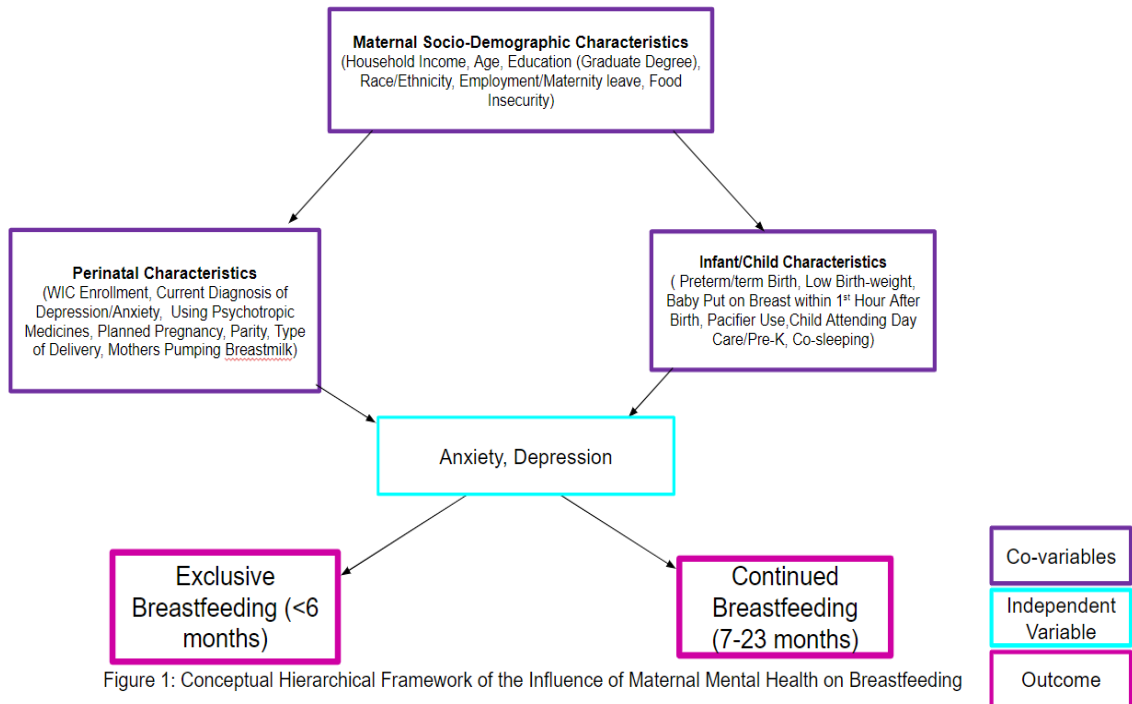 Maternal Socio-Demographic Characteristics
(Household Income, Age, Education (Graduate Degree),
Race/Ethnicity, Employment/Maternity leave, Food
Insecurity)
Perinatal Characteristics
(WIC Enrollment, Current Diagnosis of
Depression/Anxiety, Using Psychotropic
Medicines, Planned Pregnancy, Parity, Type
of Delivery, Mothers Pumping Breastmilk)
Infant/Child Characteristics
( Preterm/term Birth, Low Birth-weight,
Baby Put on Breast within 1st Hour After
Birth, Pacifier Use,Child Attending Day
Care/Pre-K, Co-sleeping)
Anxiety, Depression
Exclusive
Breastfeeding (<6
months)
Continued
Breastfeeding
(7-23 months)
Co-variables
Independent
Variable
Outcome
Figure 1: Conceptual Hierarchical Framework of the Influence of Maternal Mental Health on Breastfeeding